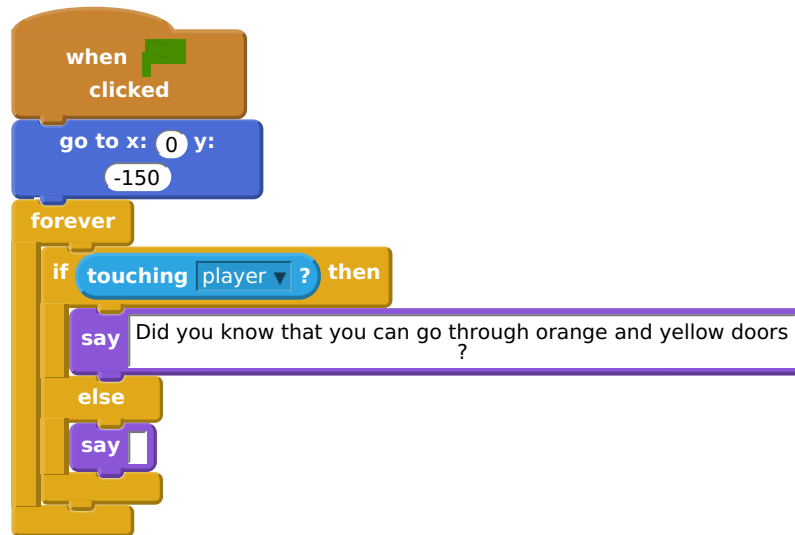 when
clicked
go to x: 0 y:
-150
forever
if touching player ▼ ? then
say Did you know that you can go through orange and yellow doors
?
else
say